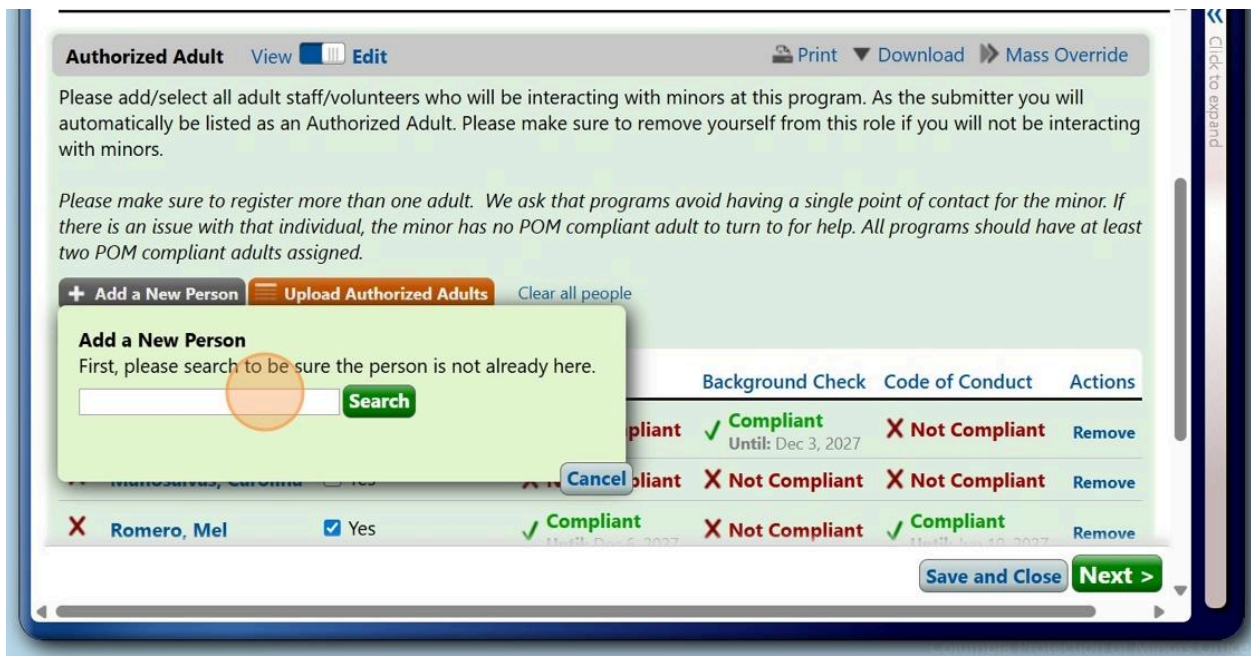 Authorized Adult View Edit Print Download Mass Override
Click to expand
Please add/select all adult staff/volunteers who will be interacting with minors at this program. As the submitter you will
automatically be listed as an Authorized Adult. Please make sure to remove yourself from this role if you will not be interacting
with minors.
Please make sure to register more than one adult. We ask that programs avoid having a single point of contact for the minor. If
there is an issue with that individual, the minor has no POM compliant adult to turn to for help. All programs should have at least
two POM compliant adults assigned.
+ Add a New Person Upload Authorized Adults Clear all people
Add a New Person
First, please search to be sure the person is not already here.
Search
Cancel
Background Check Code of Conduct Actions
pliant Compliant Not Compliant Remove
Until: Dec 3, 2027
pliant Not Compliant Not Compliant Remove
Romero, Mel Yes Compliant Not Compliant Compliant Remove
Save and Close Next >